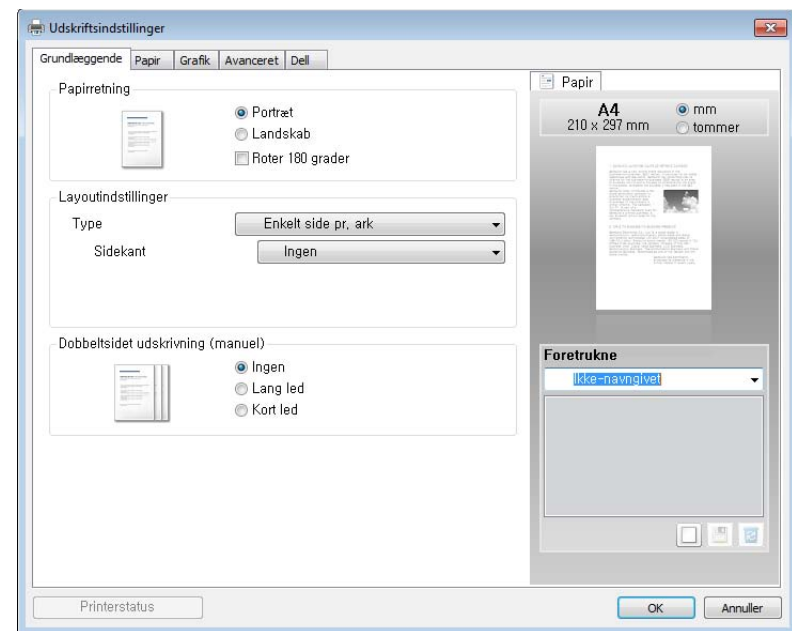 Udskriftsindstillinger
Grundlæggende Papir Grafik Avanceret Dell
Papirretning
Portræt
Landskab
Roter 180 grader
Layoutindstillinger
Type Enkelt side pr, ark
Sidekant Ingen
Dobbeltsidet udskrivning (manuel)
Ingen
Lang led
Kort led
Papir
A4
210 x 297 mm
mm
tommer
Foretrukne
Ikke-navngivet
Printerstatus
OK Annuller